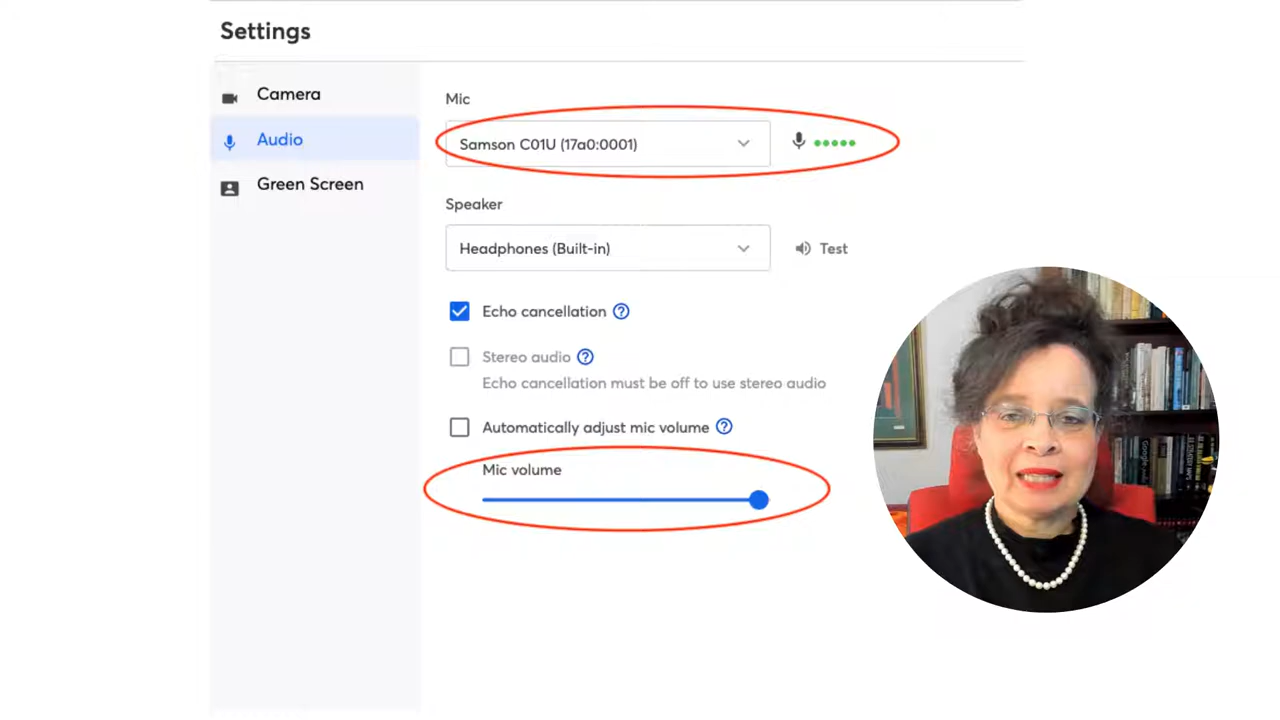 Settings
Camera
Audio
Green Screen
Mic
Samson C01U (17a0:0001)
Speaker
Headphones (Built-in)
Test
Echo cancellation
Stereo audio
Echo cancellation must be off to use stereo audio
Automatically adjust mic volume
Mic volume
Google